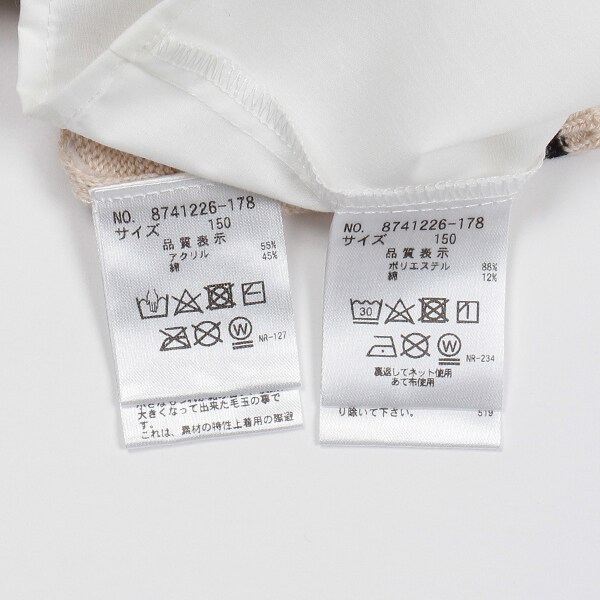 NO. 8741226-178
サイズ 150
品質表示
アクリル 55%
綿 45%
W
NR-127
大きくなって出来た毛玉の事で
す。
これは、素材の特性上着用の際避
NO. 8741226-178
サイズ 150
品質表示
ポリエステル 88%
綿 12%
30
W
NR-234
裏返してネット使用
あて布使用
り除いて下さい。 519